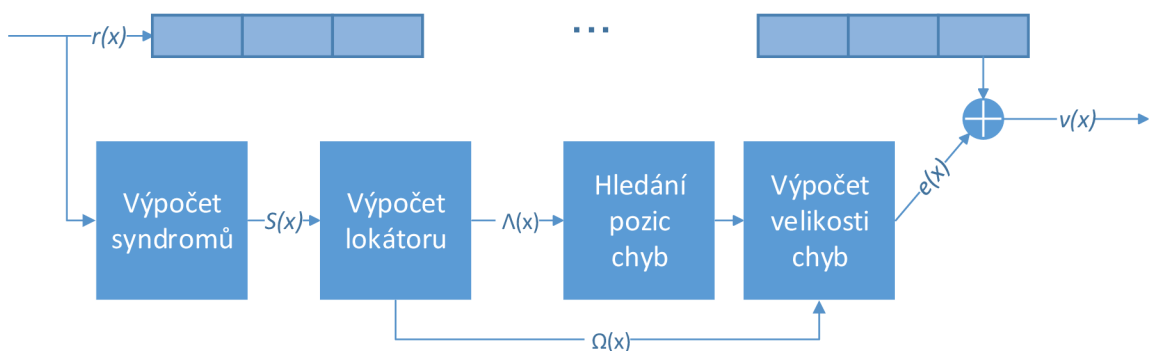 r(x)
...
v(x)
e(x)
Výpočet
syndromů
S(x)
Výpočet
lokátoru
Λ(x)
Hledání
pozic
chyb
Výpočet
velikosti
chyb
Ω(x)